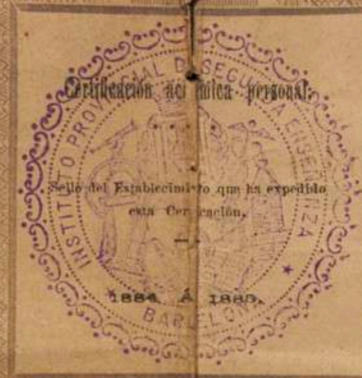 Certificación académica personal.
Sello del Establecimiento que ha expedido
esta Certificación.
1884 Á 1885.
INSTITUTO PROVINCIAL DE SEGUNDA ENSEÑANZA
BARCELONA